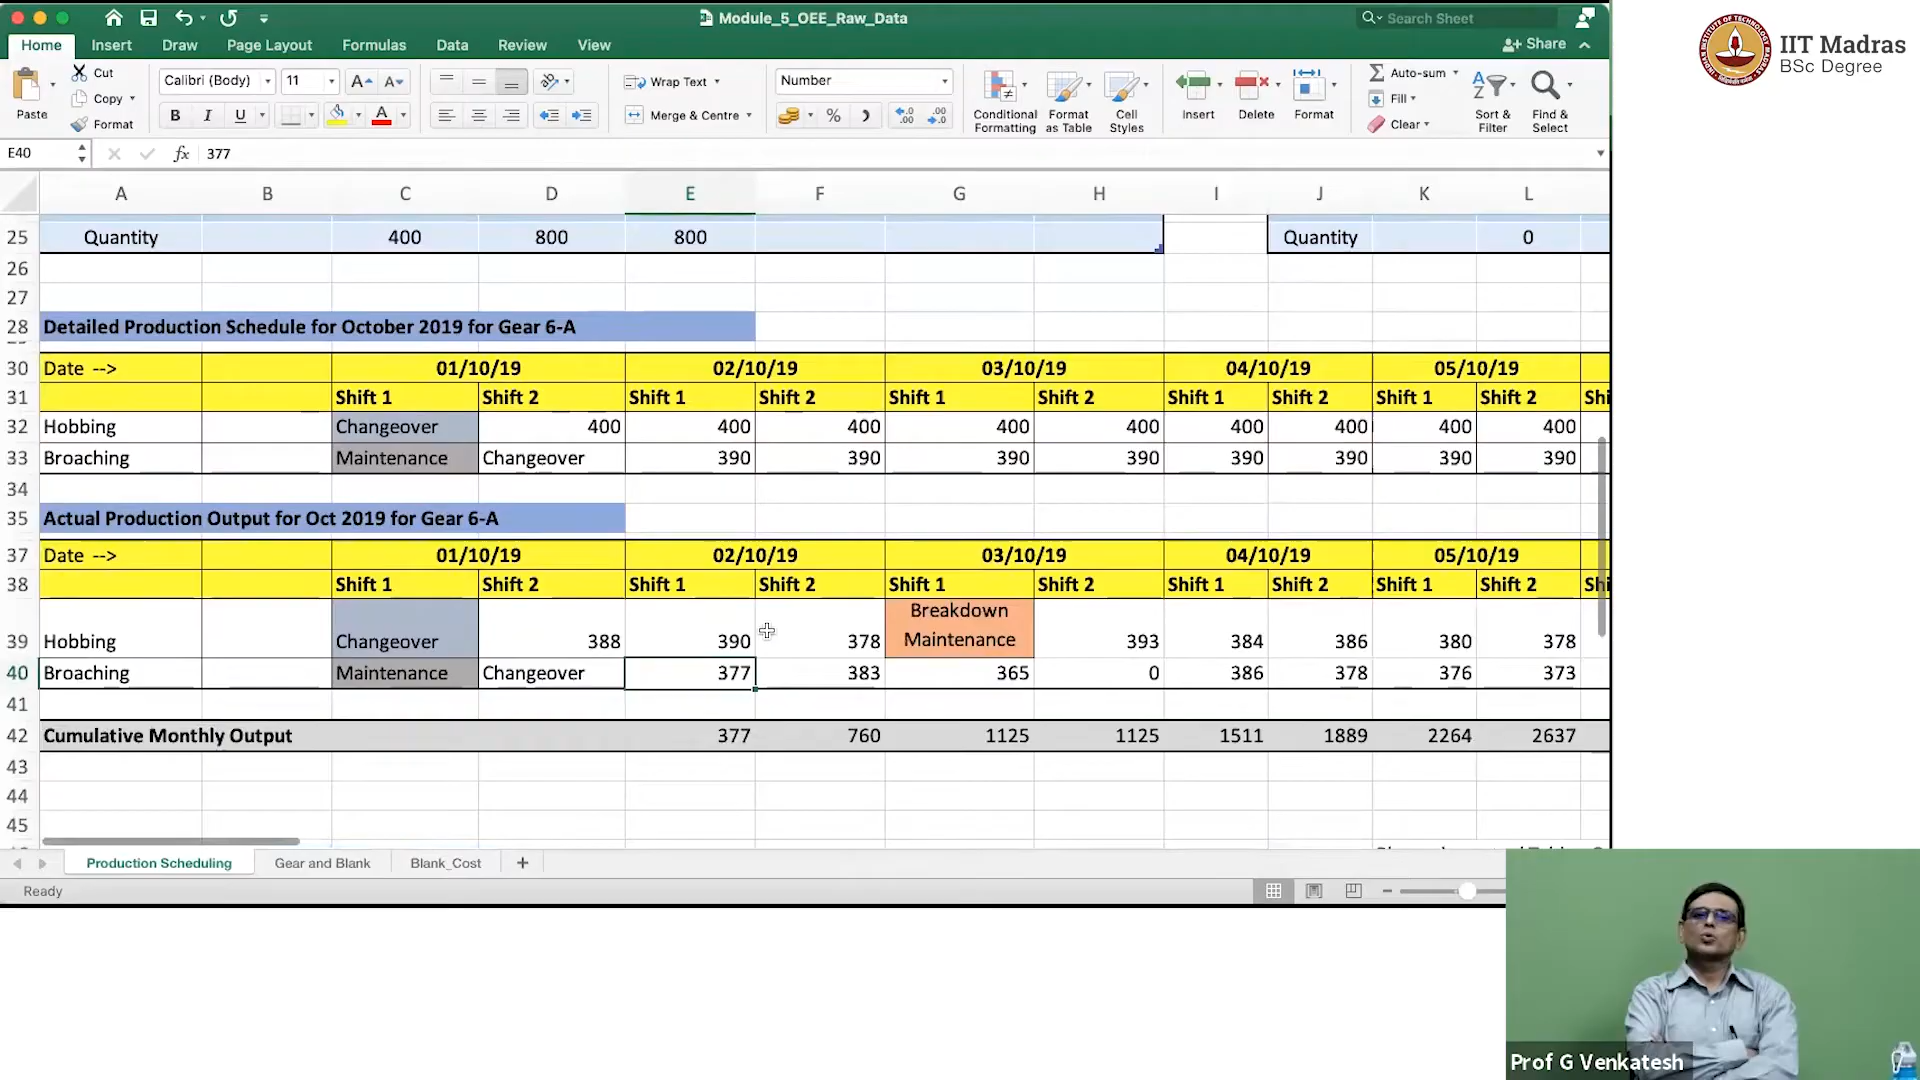 Module_5_OEE_Raw_Data
Search Sheet
Home Insert Draw Page Layout Formulas Data Review View
Share
Paste
Cut
Copy
Format
Calibri (Body) 11 A A
B I U A
Wrap Text
Merge & Centre
Number
%
Conditional Formatting
Format as Table
Cell Styles
Insert
Delete
Format
Auto-sum
Fill
Clear
Sort & Filter
Find & Select
E40 fx 377
A B C D E F G H I J K L
25 Quantity 400 800 800 Quantity 0
26
27
28 Detailed Production Schedule for October 2019 for Gear 6-A
30 Date --> 01/10/19 02/10/19 03/10/19 04/10/19 05/10/19
31 Shift 1 Shift 2 Shift 1 Shift 2 Shift 1 Shift 2 Shift 1 Shift 2 Shift 1 Shift 2 Shi
32 Hobbing Changeover 400 400 400 400 400 400 400 400 400
33 Broaching Maintenance Changeover 390 390 390 390 390 390 390 390
34
35 Actual Production Output for Oct 2019 for Gear 6-A
37 Date --> 01/10/19 02/10/19 03/10/19 04/10/19 05/10/19
38 Shift 1 Shift 2 Shift 1 Shift 2 Shift 1 Shift 2 Shift 1 Shift 2 Shift 1 Shift 2 Shi
39 Hobbing Changeover 388 390 378 Breakdown Maintenance 393 384 386 380 378
40 Broaching Maintenance Changeover 377 383 365 0 386 378 376 373
41
42 Cumulative Monthly Output 377 760 1125 1125 1511 1889 2264 2637
43
44
45
Production Scheduling Gear and Blank Blank_Cost +
Ready
IIT Madras
BSc Degree
Prof G Venkatesh